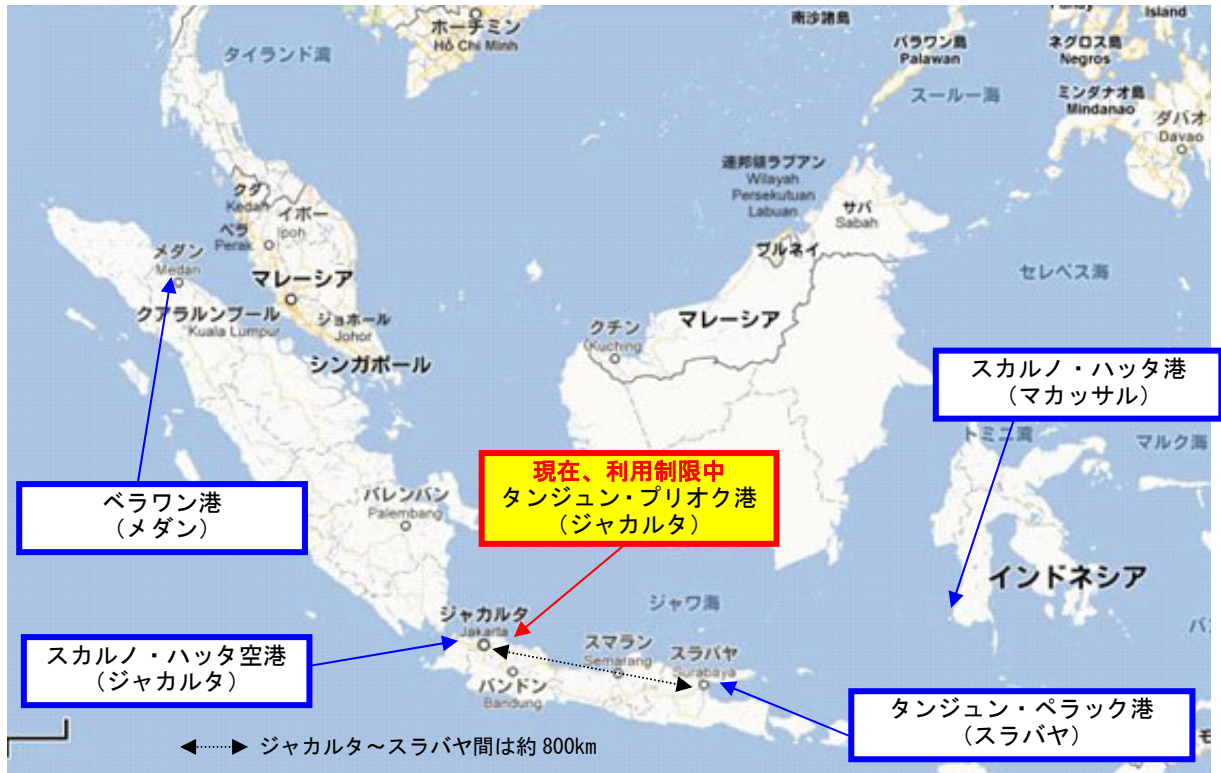 ホーチミン
Hồ Chí Minh
南沙諸島
Island
タイランド湾
パラワン島
Palawan
ネグロス島
Negros
スールー海
ミンダナオ島
Mindanao
ダバオ
Davao
連邦領ラブアン
Wilayah
Persekutuan
Labuan
クダ
Kedah
イポー
Ipoh
ペラ
Perak
サバ
Sabah
メダン
Medan
ブルネイ
マレーシア
セレベス海
クアラルンプール
Kuala Lumpur
ジョホール
Johor
クチン
Kuching
マレーシア
シンガポール
スカルノ・ハッタ港
(マカッサル)
トミニ湾
マルク海
現在、利用制限中
タンジュン・プリオク港
(ジャカルタ)
ベラワン港
(メダン)
パレンバン
Palembang
インドネシア
ジャワ海
ジャカルタ
Jakarta
スマラン
Semarang
スラバヤ
Surabaya
スカルノ・ハッタ空港
(ジャカルタ)
バンドン
Bandung
タンジュン・ペラック港
(スラバヤ)
ジャカルタ～スラバヤ間は約 800km